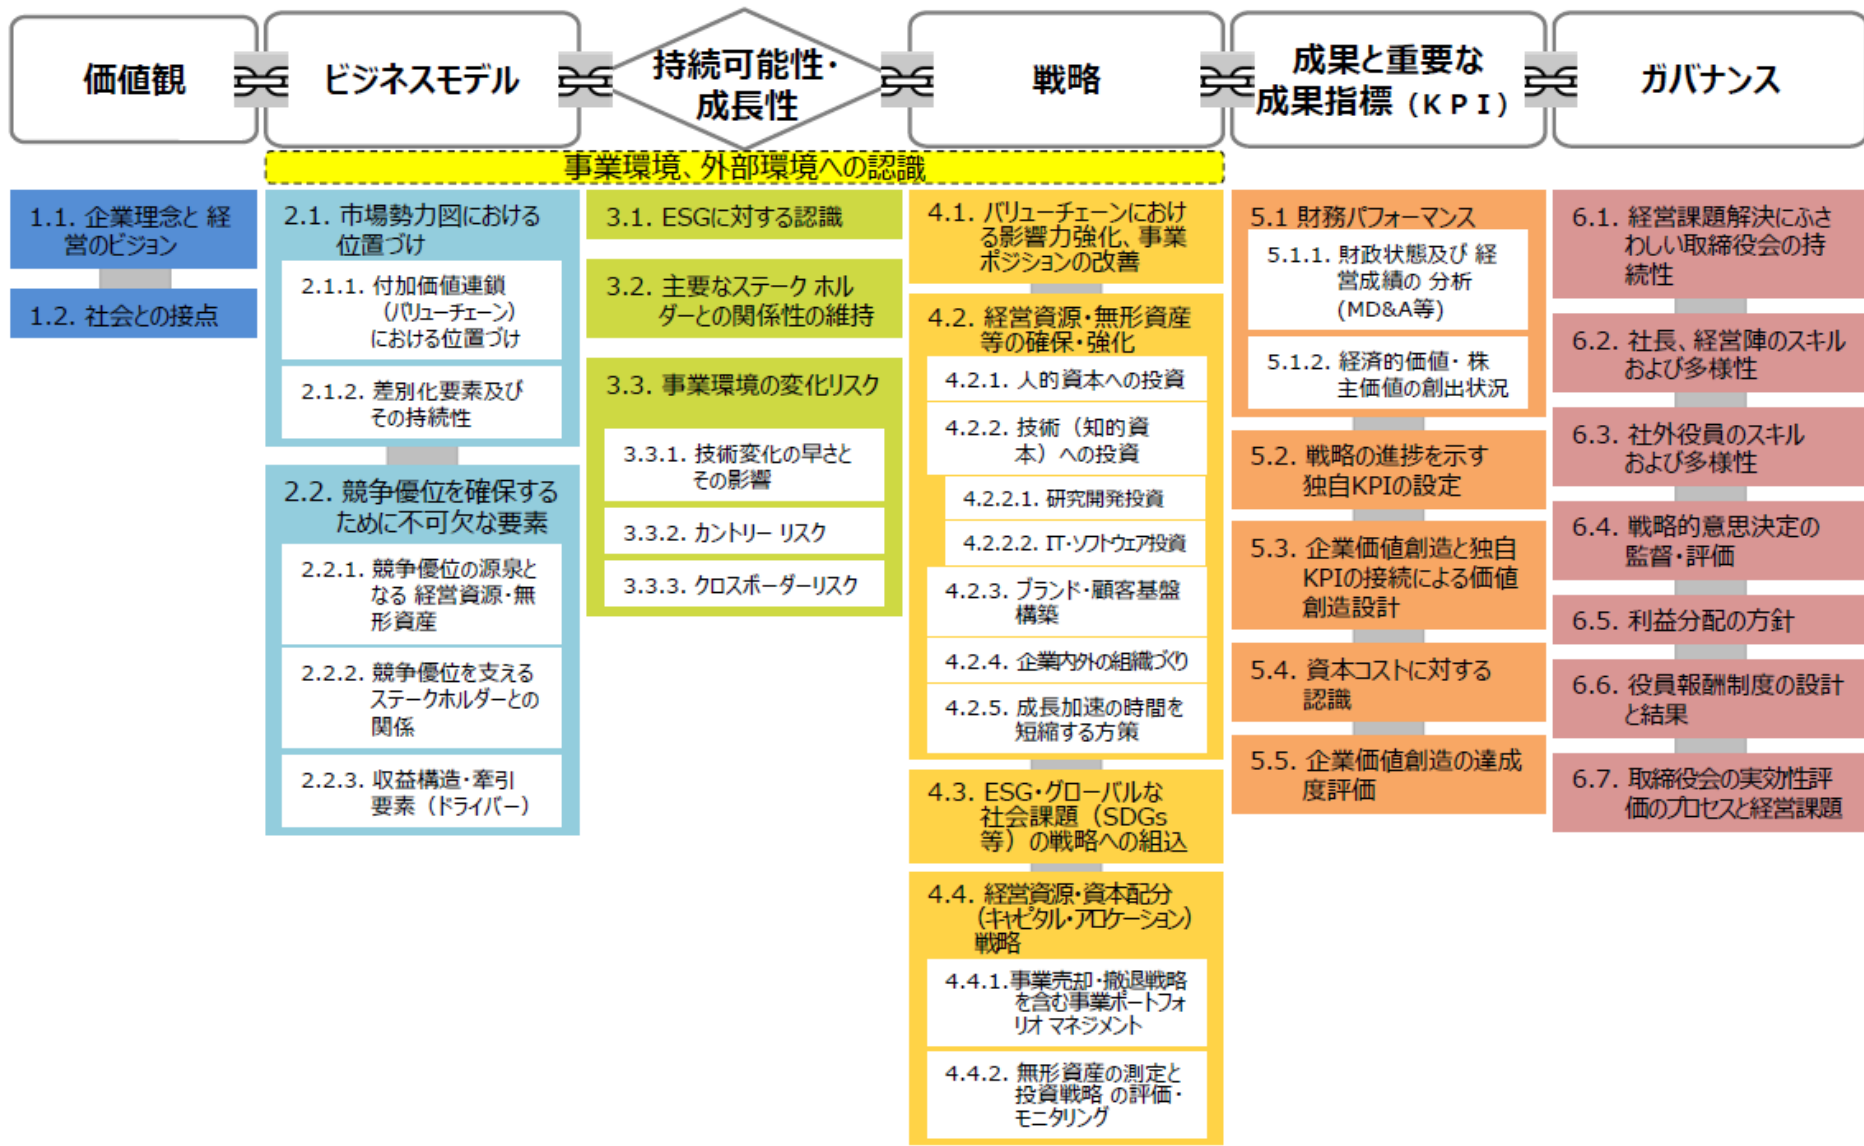 価値観
ビジネスモデル
持続可能性・
成長性
戦略
成果と重要な
成果指標（ＫＰＩ）
ガバナンス
事業環境、外部環境への認識
1.1. 企業理念と 経
営のビジョン
1.2. 社会との接点
2.1. 市場勢力図における
位置づけ
2.1.1. 付加価値連鎖
（バリューチェーン）
における位置づけ
2.1.2. 差別化要素及び
その持続性
2.2. 競争優位を確保する
ために不可欠な要素
2.2.1. 競争優位の源泉と
なる 経営資源・無
形資産
2.2.2. 競争優位を支える
ステークホルダーとの
関係
2.2.3. 収益構造・牽引
要素（ドライバー）
3.1. ESGに対する認識
3.2. 主要なステーク ホル
ダーとの関係性の維持
3.3. 事業環境の変化リスク
3.3.1. 技術変化の早さと
その影響
3.3.2. カントリー リスク
3.3.3. クロスボーダーリスク
4.1. バリューチェーンにおけ
る影響力強化、事業
ポジションの改善
4.2. 経営資源・無形資産
等の確保・強化
4.2.1. 人的資本への投資
4.2.2. 技術（知的資
本）への投資
4.2.2.1. 研究開発投資
4.2.2.2. IT・ソフトウェア投資
4.2.3. ブランド・顧客基盤
構築
4.2.4. 企業内外の組織づくり
4.2.5. 成長加速の時間を
短縮する方策
4.3. ESG・グローバルな
社会課題（SDGs
等）の戦略への組込
4.4. 経営資源・資本配分
（キャピタル・アロケーション）
戦略
4.4.1. 事業売却・撤退戦略
を含む事業ポートフォ
リオ マネジメント
4.4.2. 無形資産の測定と
投資戦略 の評価・
モニタリング
5.1 財務パフォーマンス
5.1.1. 財政状態及び 経
営成績の 分析
(MD&A等)
5.1.2. 経済的価値・ 株
主価値の創出状況
5.2. 戦略の進捗を示す
独自KPIの設定
5.3. 企業価値創造と独自
KPIの接続による価値
創造設計
5.4. 資本コストに対する
認識
5.5. 企業価値創造の達成
度評価
6.1. 経営課題解決にふさ
わしい取締役会の持
続性
6.2. 社長、経営陣のスキル
および多様性
6.3. 社外役員のスキル
および多様性
6.4. 戦略的意思決定の
監督・評価
6.5. 利益分配の方針
6.6. 役員報酬制度の設計
と結果
6.7. 取締役会の実効性評
価のプロセスと経営課題